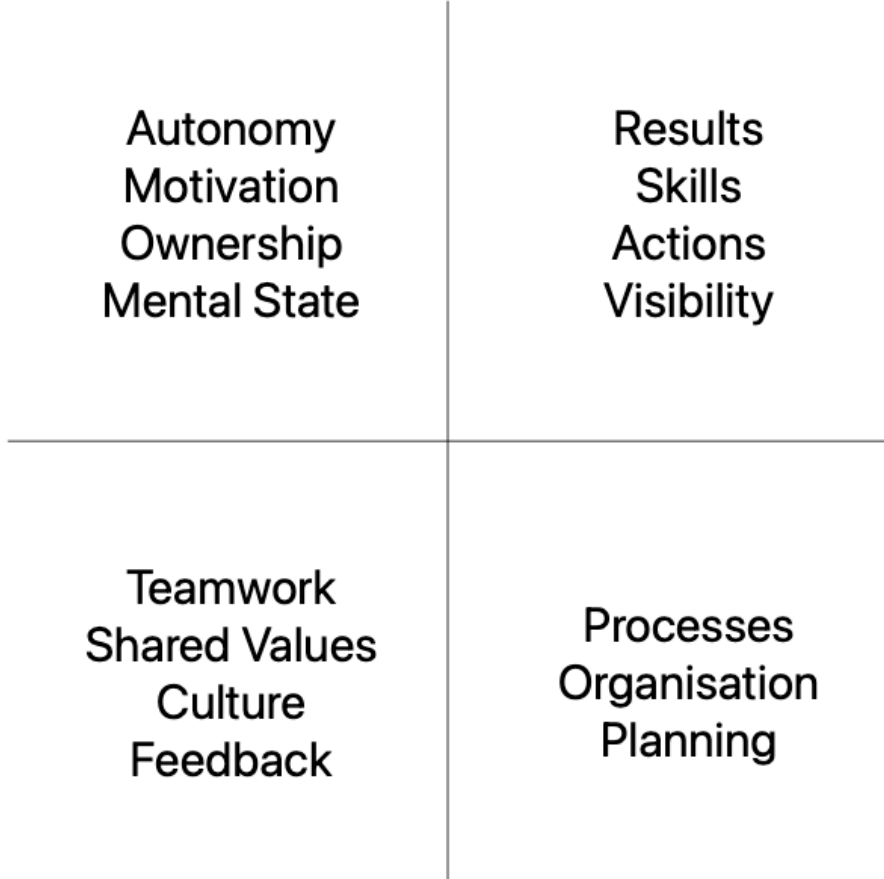 Autonomy
Motivation
Ownership
Mental State
Results
Skills
Actions
Visibility
Teamwork
Shared Values
Culture
Feedback
Processes
Organisation
Planning